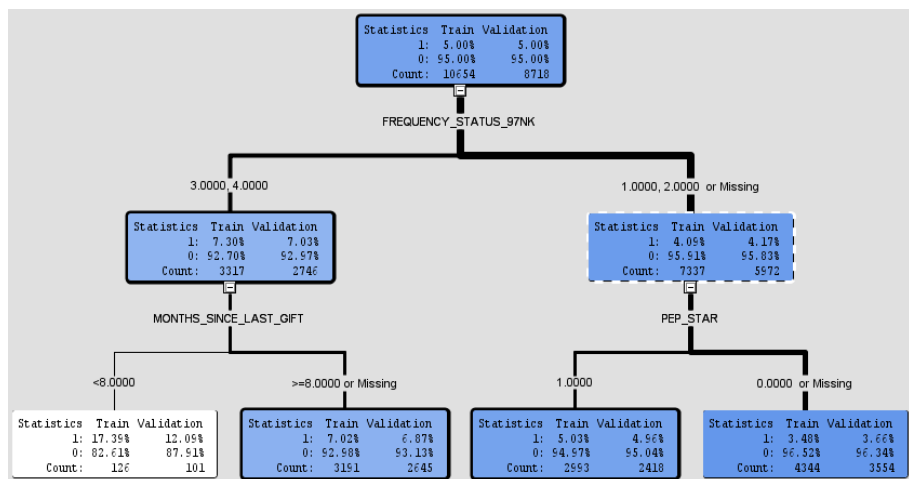 Statistics Train Validation
1: 5.00% 5.00%
0: 95.00% 95.00%
Count: 10654 8718
FREQUENCY_STATUS_97NK
3.0000, 4.0000
1.0000, 2.0000 or Missing
Statistics Train Validation
1: 7.30% 7.03%
0: 92.70% 92.97%
Count: 3317 2746
Statistics Train Validation
1: 4.09% 4.17%
0: 95.91% 95.83%
Count: 7337 5972
MONTHS_SINCE_LAST_GIFT
PEP_STAR
<8.0000
>=8.0000 or Missing
1.0000
0.0000 or Missing
Statistics Train Validation
1: 17.39% 12.09%
0: 82.61% 87.91%
Count: 126 101
Statistics Train Validation
1: 7.02% 6.87%
0: 92.98% 93.13%
Count: 3191 2645
Statistics Train Validation
1: 5.03% 4.96%
0: 94.97% 95.04%
Count: 2993 2418
Statistics Train Validation
1: 3.48% 3.66%
0: 96.52% 96.34%
Count: 4344 3554